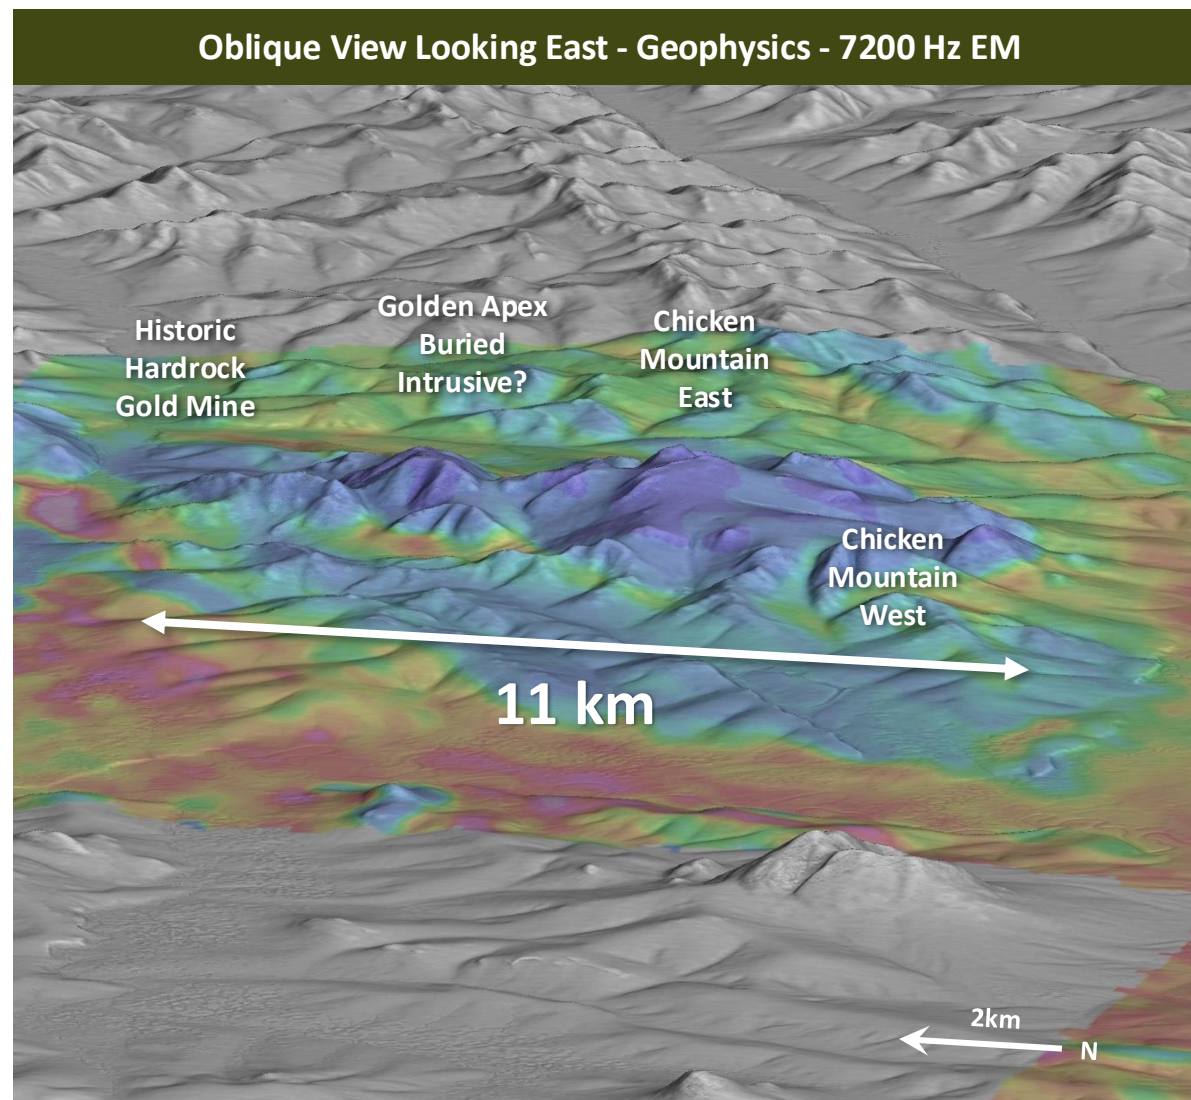 Oblique View Looking East - Geophysics - 7200 Hz EM
Historic
Hardrock
Gold Mine
Golden Apex
Buried
Intrusive?
Chicken
Mountain
East
Chicken
Mountain
West
11 km
2km
N